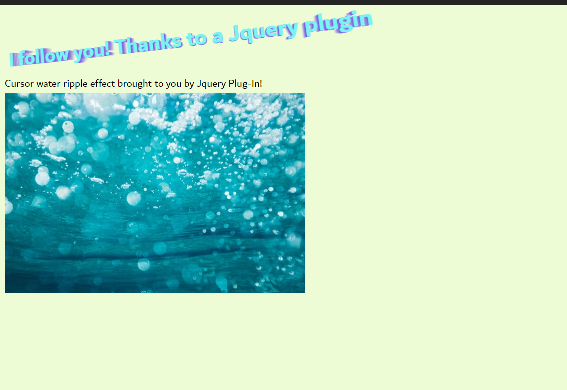 I follow you! Thanks to a Jquery plugin
Cursor water ripple effect brought to you by Jquery Plug-In!